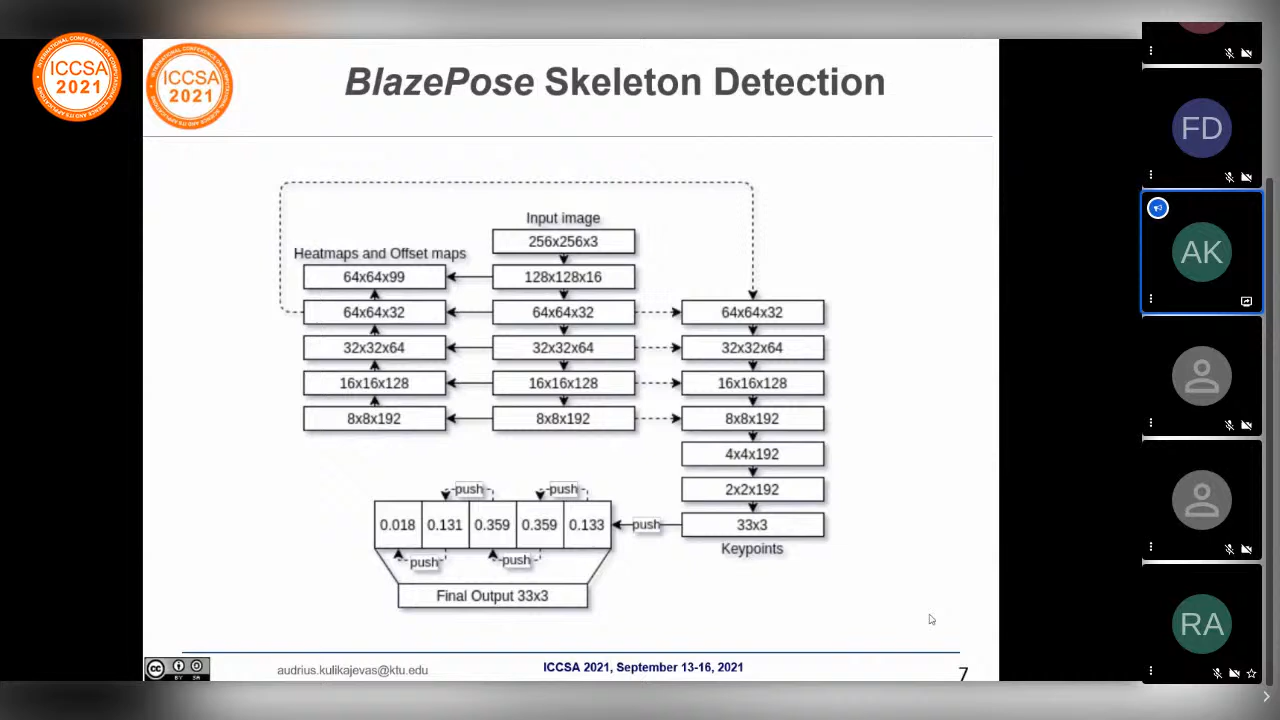 ICCSA
2021
ICCSA
2021
BlazePose Skeleton Detection
Input image
256x256x3
Heatmaps and Offset maps
64x64x99
128x128x16
64x64x32
64x64x32
64x64x32
32x32x64
32x32x64
32x32x64
16x16x128
16x16x128
16x16x128
8x8x192
8x8x192
8x8x192
4x4x192
2x2x192
push
push
0.018 0.131 0.359 0.359 0.133
push
33x3
Keypoints
push
push
Final Output 33x3
audrius.kulikajevas@ktu.edu
ICCSA 2021, September 13-16, 2021
7
CC
BY SA
FD
AK
RA